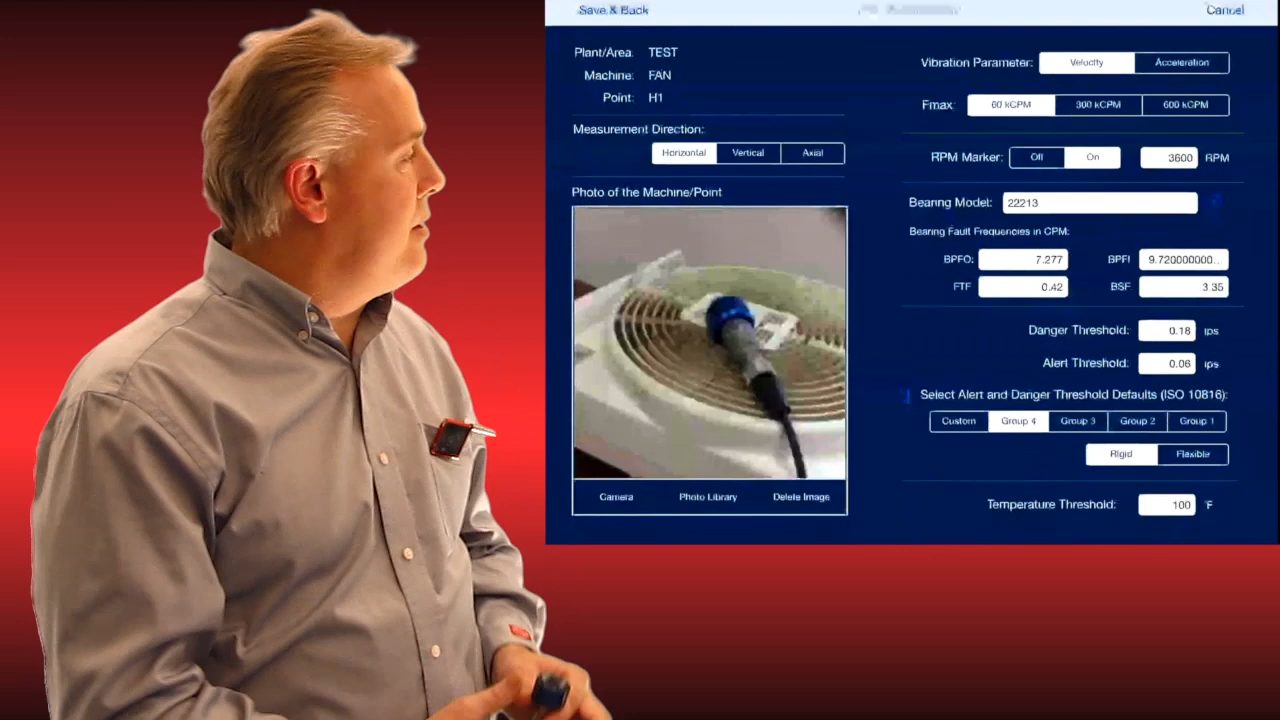 Save & Back
Cancel
Plant/Area: TEST
Machine: FAN
Point: H1
Measurement Direction:
Horizontal Vertical Axial
Photo of the Machine/Point
Camera Photo Library Delete Image
Vibration Parameter: Velocity Acceleration
Fmax: 60 kCPM 300 kCPM 600 kCPM
RPM Marker: Off On 3600 RPM
Bearing Model: 22213
Bearing Fault Frequencies in CPM:
BPFO: 7.277 BPFI 9.720000000...
FTF 0.42 BSF 3.35
Danger Threshold: 0.18 ips
Alert Threshold: 0.06 ips
Select Alert and Danger Threshold Defaults (ISO 10816):
Custom Group 4 Group 3 Group 2 Group 1
Rigid Flexible
Temperature Threshold: 100 °F